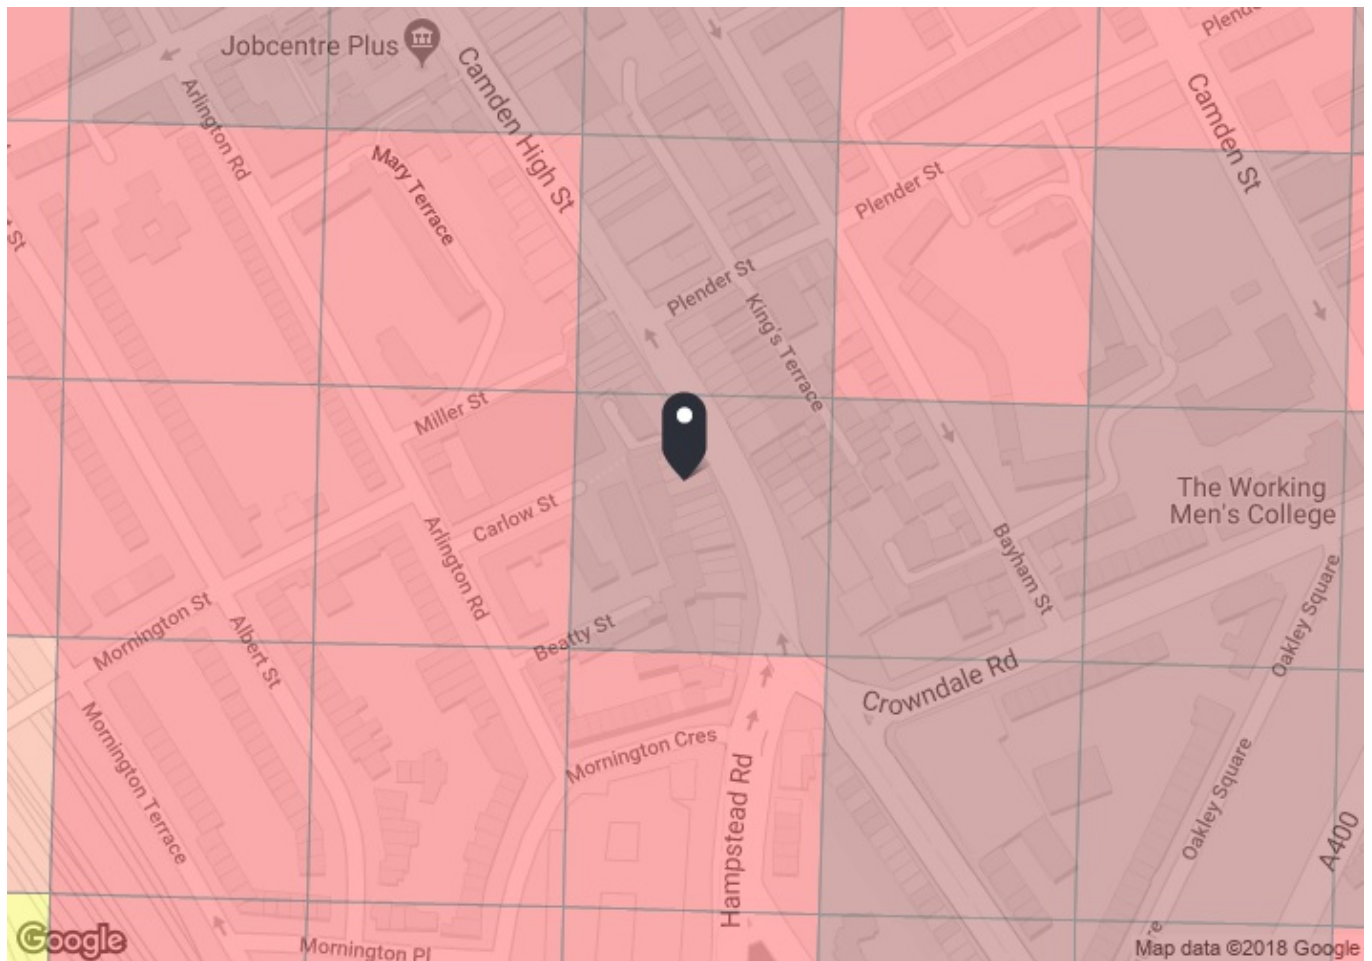 Plend
Jobcentre Plus
Camden High St
Arlington Rd
Camden St
Mary Terrace
Plender St
St
Plender St
King's Terrace
Miller St
The Working
Men's College
Carlow St
Arlington Rd
Bayham St
Oakley Square
Mornington St
Albert St
Beatty St
Crowndale Rd
Mornington Cres
Mornington Terrace
Hampstead Rd
Oakley Square
A400
Google
Mornington Pl
re
Map data ©2018 Google